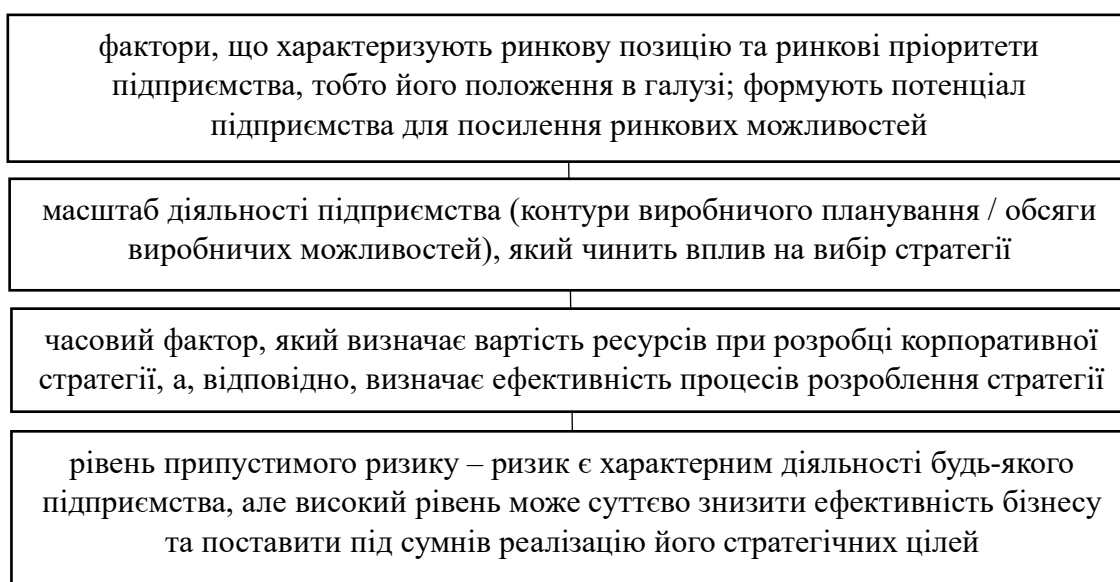 фактори, що характеризують ринкову позицію та ринкові пріоритети
підприємства, тобто його положення в галузі; формують потенціал
підприємства для посилення ринкових можливостей
масштаб діяльності підприємства (контури виробничого планування / обсяги
виробничих можливостей), який чинить вплив на вибір стратегії
часовий фактор, який визначає вартість ресурсів при розробці корпоративної
стратегії, а, відповідно, визначає ефективність процесів розроблення стратегії
рівень припустимого ризику – ризик є характерним діяльності будь-якого
підприємства, але високий рівень може суттєво знизити ефективність бізнесу
та поставити під сумнів реалізацію його стратегічних цілей